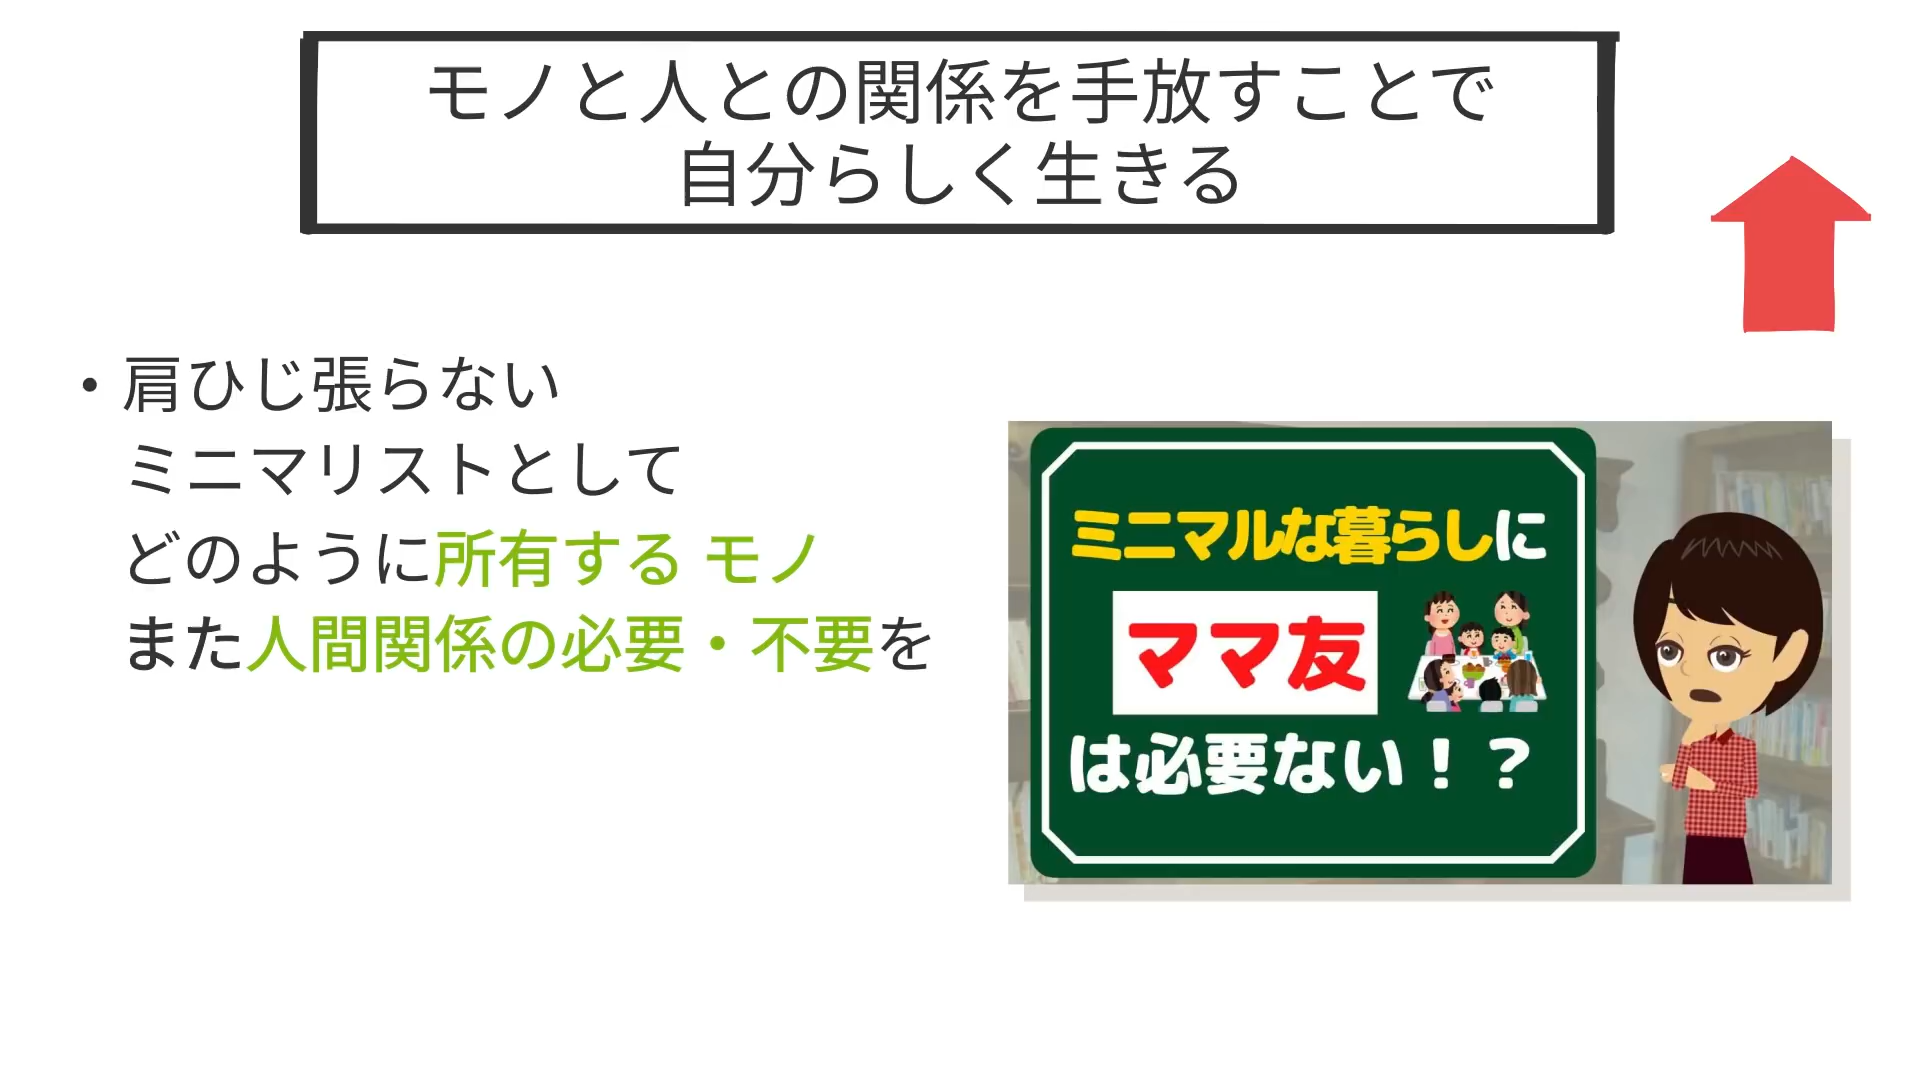 モノと人との関係を手放すことで
自分らしく生きる
・肩ひじ張らない
ミニマリストとして
どのように所有する モノ
また人間関係の必要・不要を
ミニマルな暮らしに
ママ友
は必要ない！？